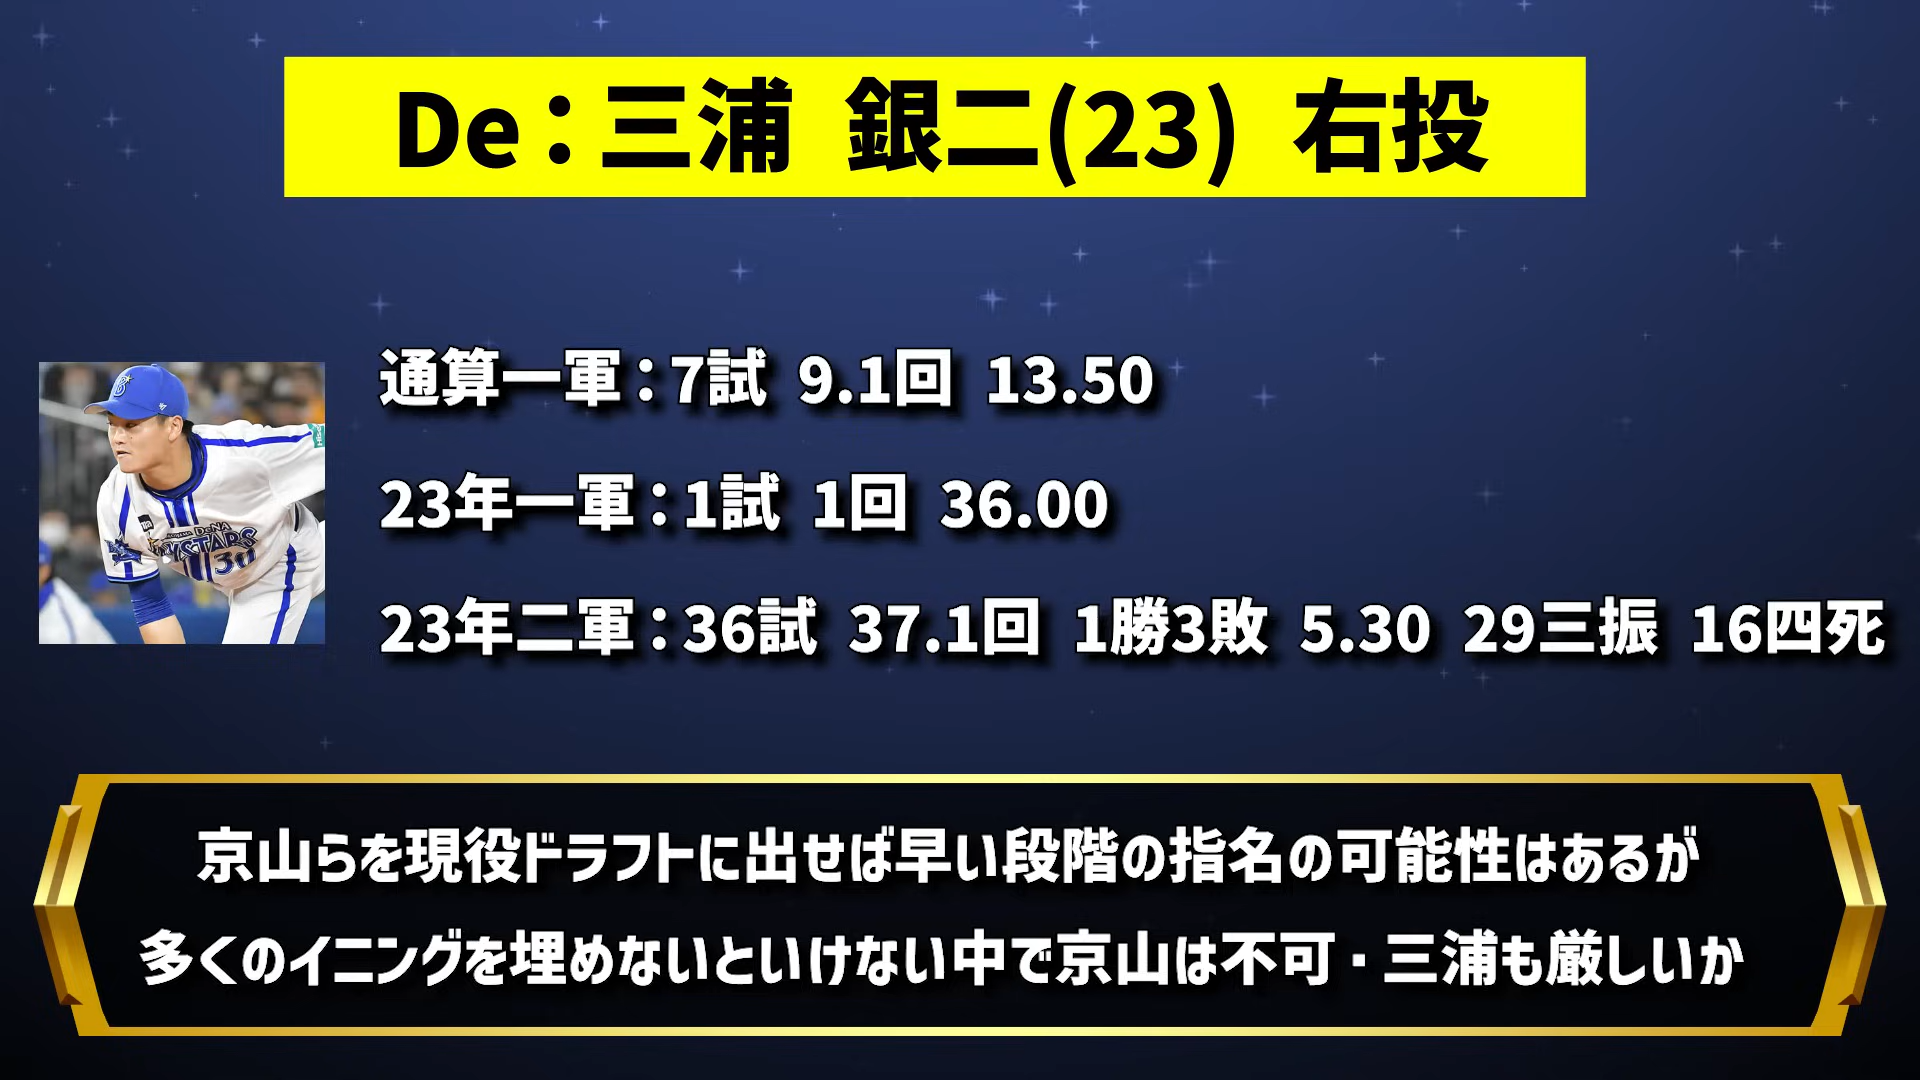 De：三浦 銀二(23) 右投
通算一軍：7試 9.1回 13.50
23年一軍：1試 1回 36.00
23年二軍：36試 37.1回 1勝3敗 5.30 29三振 16四死
京山らを現役ドラフトに出せば早い段階の指名の可能性はあるが
多くのイニングを埋めないといけない中で京山は不可・三浦も厳しいか
B
YOKOHAMA DeNA
BAYSTARS
30